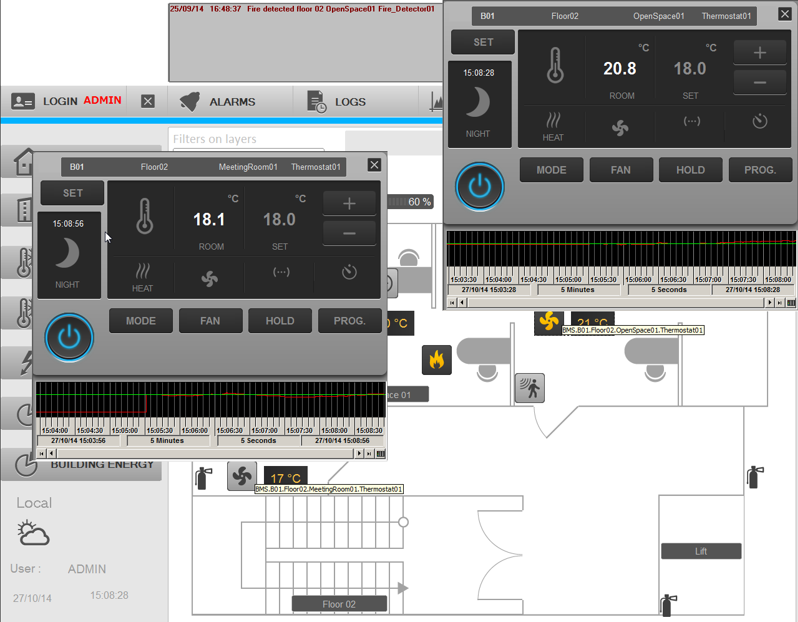 25/09/14 16:48:37 Fire detected floor 02 OpenSpace01 Fire_Detector01
LOGIN ADMIN
ALARMS
LOGS
Filters on layers
60 %
B01 Floor02 OpenSpace01 Thermostat01
SET
15:08:28
NIGHT
°C
20.8
ROOM
°C
18.0
SET
+
−
HEAT
(···)
MODE
FAN
HOLD
PROG.
15:03:30 15:04:00 15:04:30 15:05:00 15:05:30 15:06:00 15:06:30 15:07:00 15:07:30 15:08:00
27/10/14 15:03:28 5 Minutes 5 Seconds 27/10/14 15:08:28
B01 Floor02 MeetingRoom01 Thermostat01
SET
15:08:56
NIGHT
°C
18.1
ROOM
°C
18.0
SET
+
−
HEAT
(···)
MODE
FAN
HOLD
PROG.
15:04:00 15:04:30 15:05:00 15:05:30 15:06:00 15:06:30 15:07:00 15:07:30 15:08:00 15:08:30
27/10/14 15:03:56 5 Minutes 5 Seconds 27/10/14 15:08:56
0 °C
21 °C
BMS.B01.Floor02.OpenSpace01.Thermostat01
ce 01
BUILDING ENERGY
17 °C
BMS.B01.Floor02.MeetingRoom01.Thermostat01
Local
User : ADMIN
27/10/14 15:08:28
Lift
Floor 02